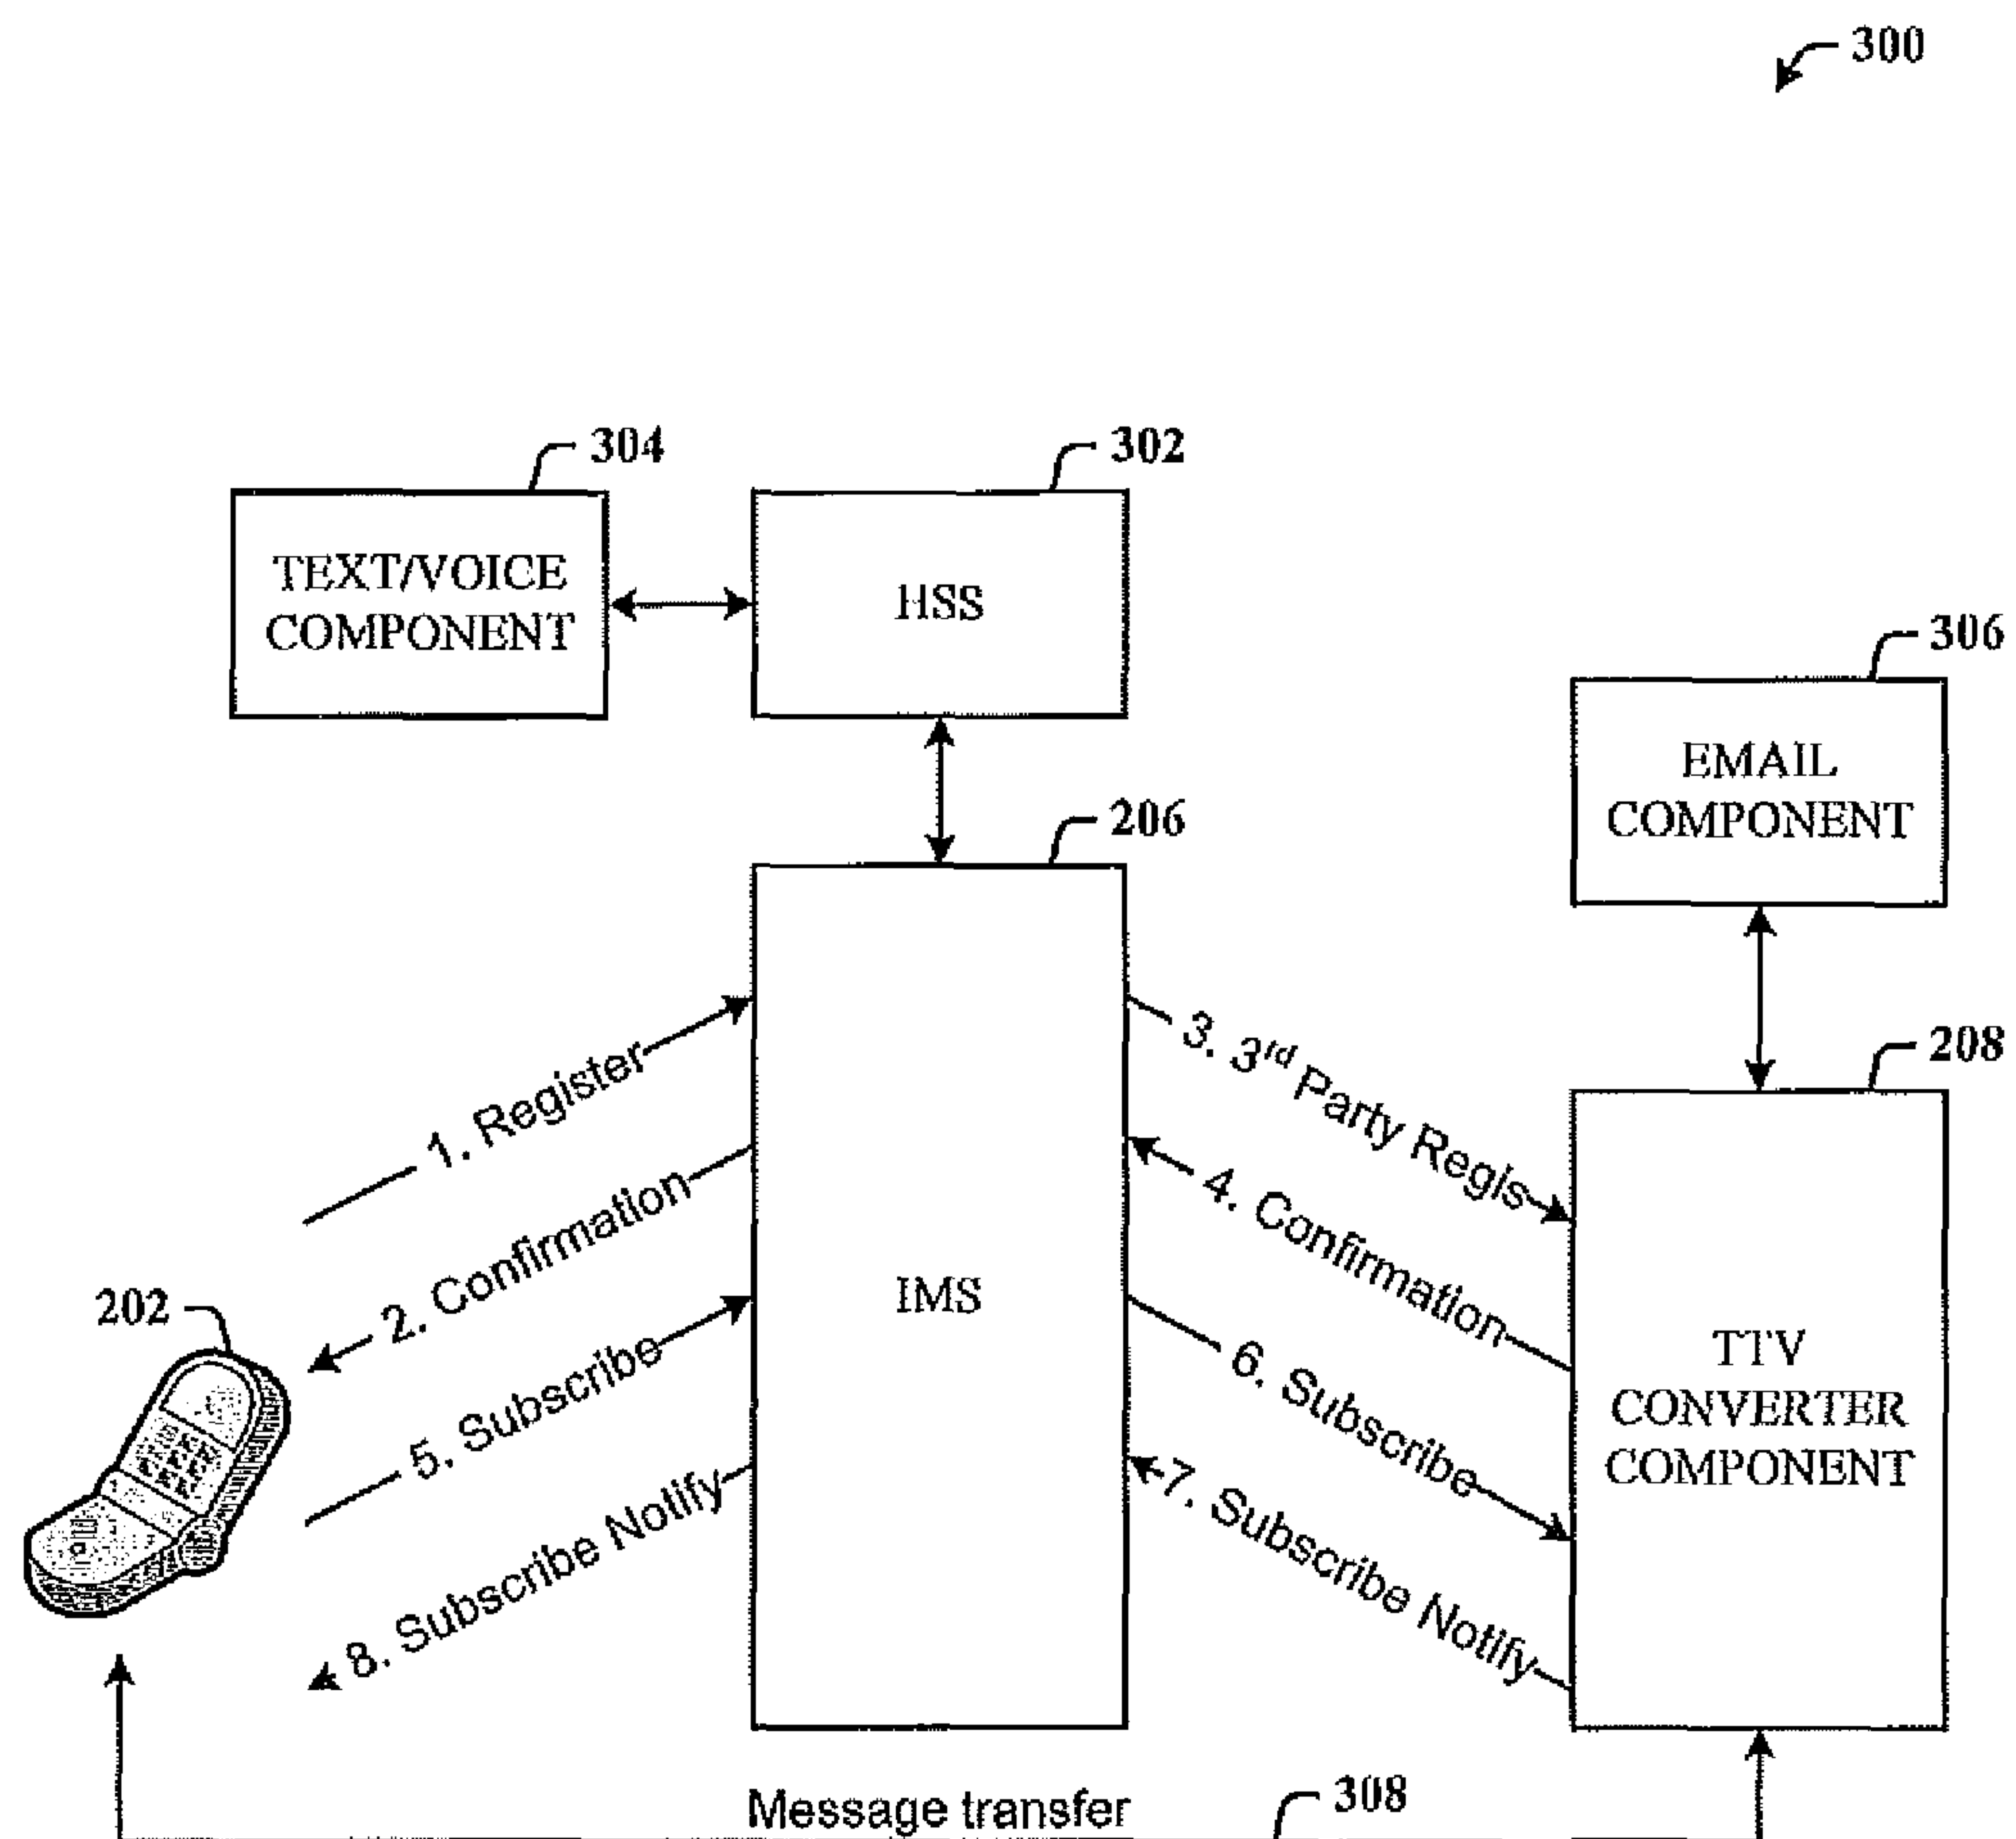 300
304
302
TEXT/VOICE
COMPONENT
HSS
306
EMAIL
COMPONENT
206
208
1. Register
2. Confirmation
3. 3rd Party Regis
4. Confirmation
202
IMS
5. Subscribe
6. Subscribe
TTV
CONVERTER
COMPONENT
7. Subscribe Notify
8. Subscribe Notify
Message transfer
308